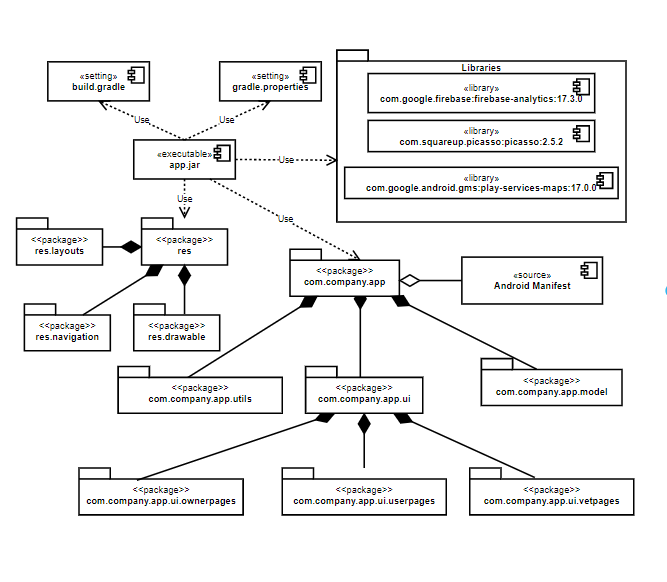 Libraries
«setting»
build.gradle
«setting»
gradle.properties
«library»
com.google.firebase:firebase-analytics:17.3.0
Use
Use
«library»
com.squareup.picasso:picasso:2.5.2
«executable»
app.jar
Use
«library»
com.google.android.gms:play-services-maps:17.0.0
Use
Use
<<package>>
res.layouts
<<package>>
res
<<package>>
com.company.app
«source»
Android Manifest
<<package>>
res.navigation
<<package>>
res.drawable
<<package>>
com.company.app.utils
<<package>>
com.company.app.ui
<<package>>
com.company.app.model
<<package>>
com.company.app.ui.ownerpages
<<package>>
com.company.app.ui.userpages
<<package>>
com.company.app.ui.vetpages